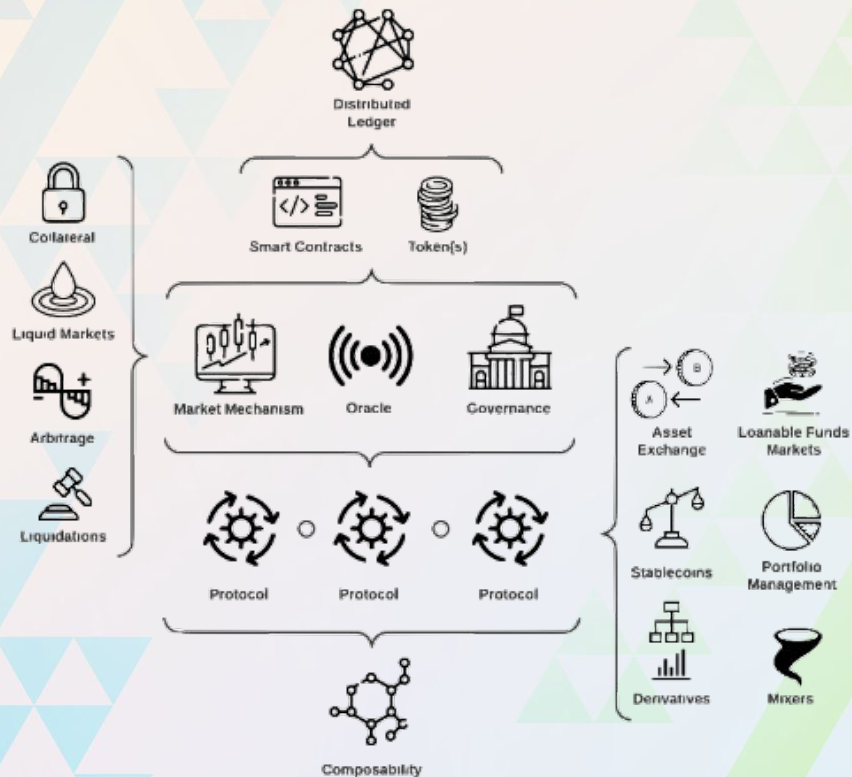 Distributed
Ledger
Smart Contracts
Token(s)
Collateral
Liquid Markets
Arbitrage
Liquidations
Market Mechanism
Oracle
Governance
Protocol
Protocol
Protocol
B
A
Asset
Exchange
Loanable Funds
Markets
Stablecoins
Portfolio
Management
Derivatives
Mixers
Composability